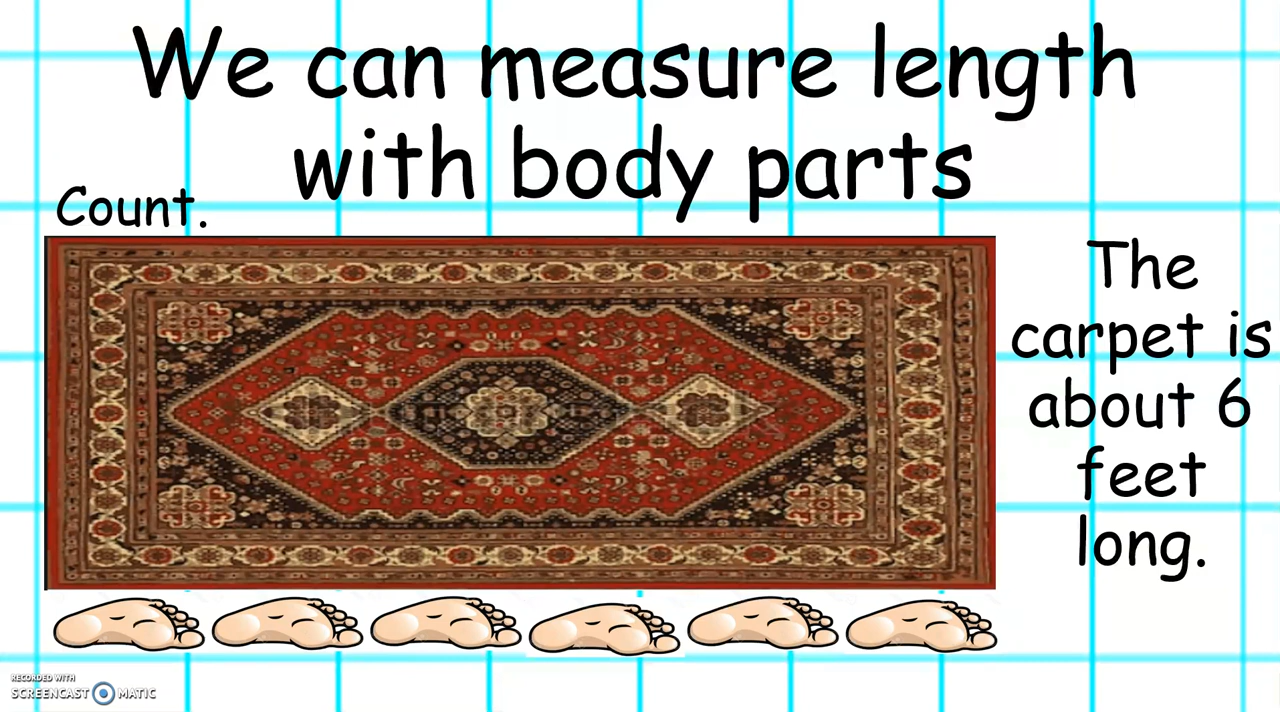 We can measure length
with body parts
Count.
The
carpet is
about 6
feet
long.
RECORDED WITH
SCREENCAST MATIC